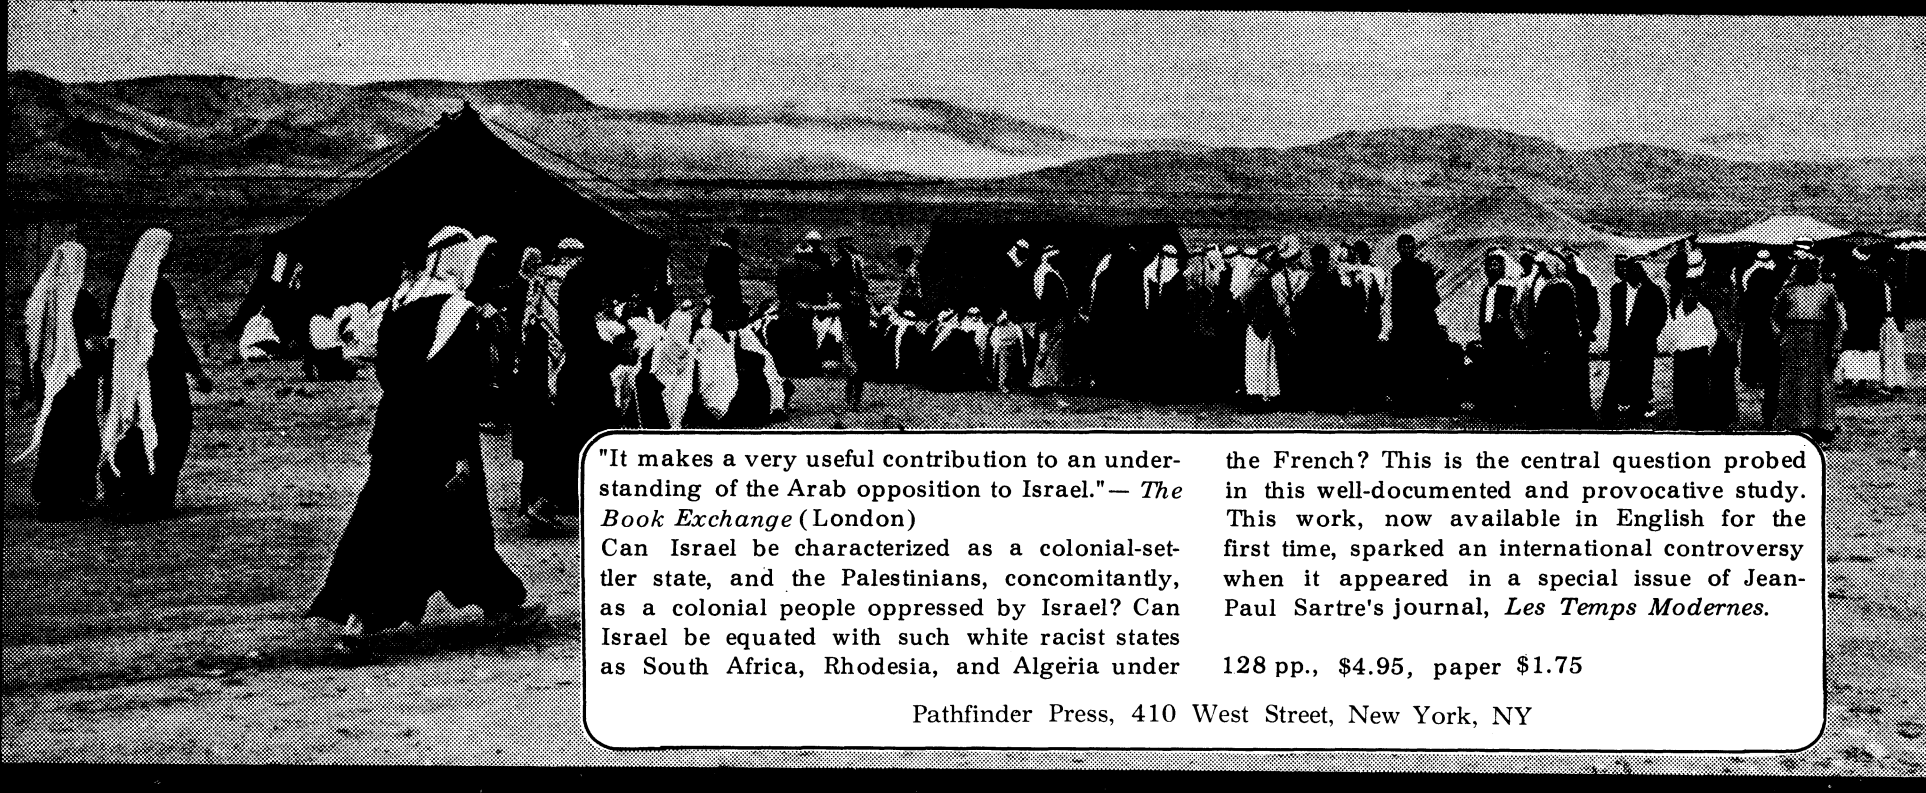 "It makes a very useful contribution to an under-
standing of the Arab opposition to Israel."— The
Book Exchange (London)
Can Israel be characterized as a colonial-set-
tler state, and the Palestinians, concomitantly,
as a colonial people oppressed by Israel? Can
Israel be equated with such white racist states
as South Africa, Rhodesia, and Algeria under
the French? This is the central question probed
in this well-documented and provocative study.
This work, now available in English for the
first time, sparked an international controversy
when it appeared in a special issue of Jean-
Paul Sartre's journal, Les Temps Modernes.
128 pp., $4.95, paper $1.75
Pathfinder Press, 410 West Street, New York, NY